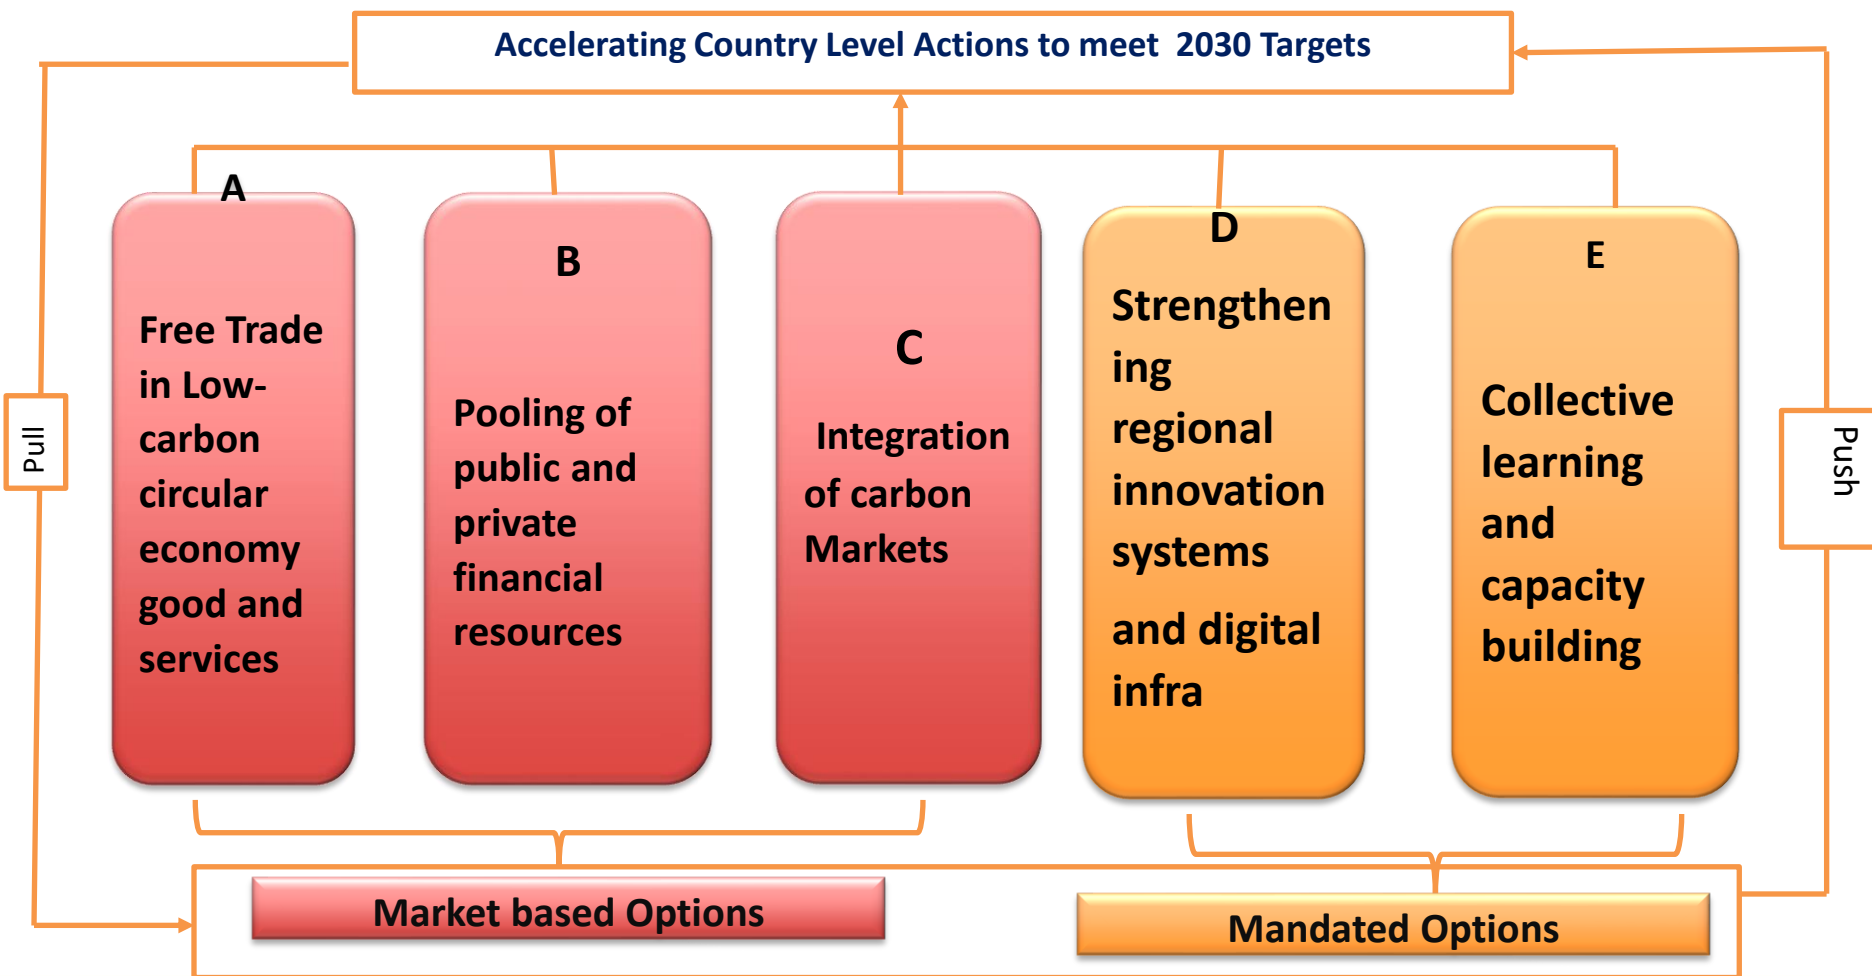 Accelerating Country Level Actions to meet 2030 Targets
A
Free Trade
in Low-
carbon
circular
economy
good and
services
B
Pooling of
public and
private
financial
resources
C
Integration
of carbon
Markets
D
Strengthen
ing
regional
innovation
systems
and digital
infra
E
Collective
learning
and
capacity
building
Pull
Push
Market based Options
Mandated Options